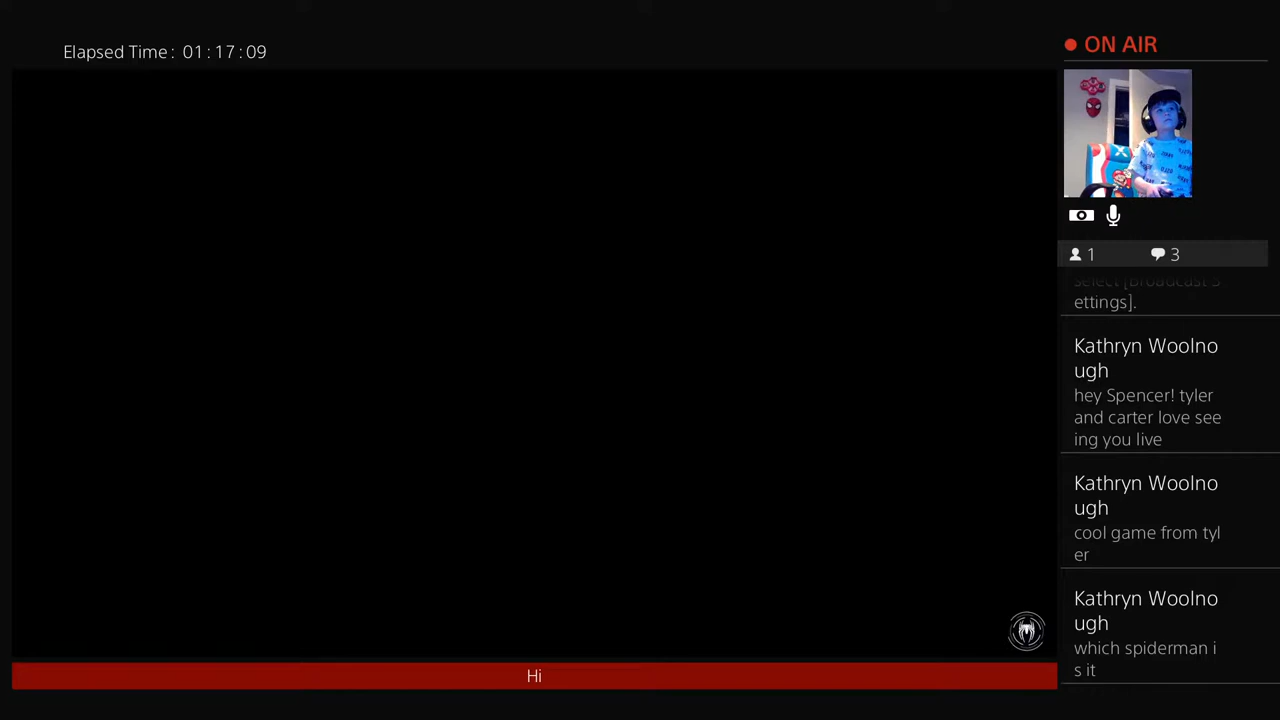 Elapsed Time: 01:17:09
ON AIR
1
3
select [Broadcast S
ettings].
Kathryn Woolno
ugh
hey Spencer! tyler
and carter love see
ing you live
Kathryn Woolno
ugh
cool game from tyl
er
Kathryn Woolno
ugh
which spiderman i
s it
Hi